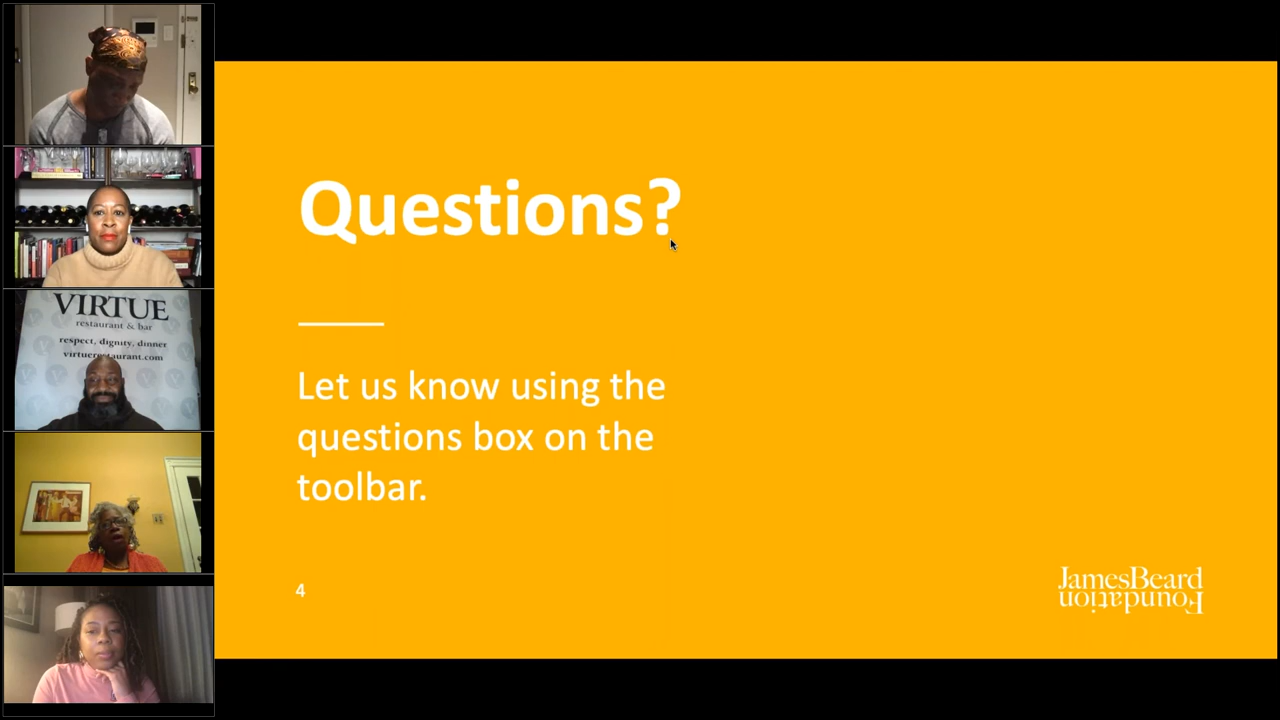 VIRTUE
restaurant & bar
respect, dignity, dinner
virtuerestaurant.com
Questions?
Let us know using the
questions box on the
toolbar.
4
JamesBeard
Foundation